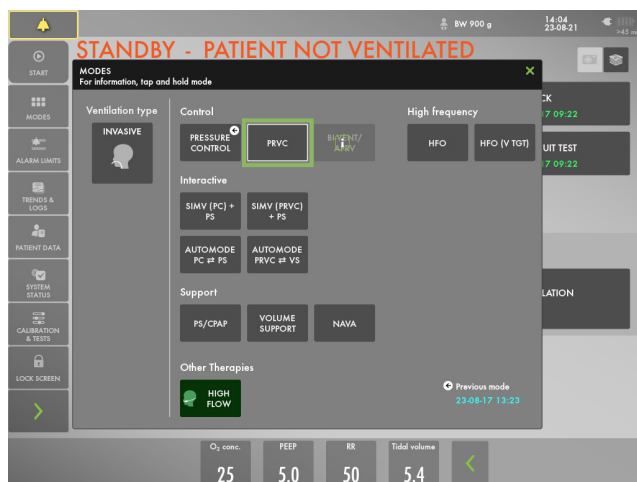 BW 900 g
14:04
23-08-21
>45 m
STANDBY - PATIENT NOT VENTILATED
START
MODES
ALARM LIMITS
TRENDS &
LOGS
PATIENT DATA
SYSTEM
STATUS
CALIBRATION
& TESTS
LOCK SCREEN
MODES
For information, tap and hold mode
Ventilation type
INVASIVE
Control
PRESSURE
CONTROL
PRVC
BI-VENT/
APRV
High frequency
HFO
HFO (V TGT)
Interactive
SIMV (PC) +
PS
SIMV (PRVC)
+ PS
AUTOMODE
PC ⇄ PS
AUTOMODE
PRVC ⇄ VS
Support
PS/CPAP
VOLUME
SUPPORT
NAVA
Other Therapies
HIGH
FLOW
Previous mode
23-08-17 13:23
CK
17 09:22
UIT TEST
17 09:22
LATION
O₂ conc.
25
PEEP
5.0
RR
50
Tidal volume
5.4